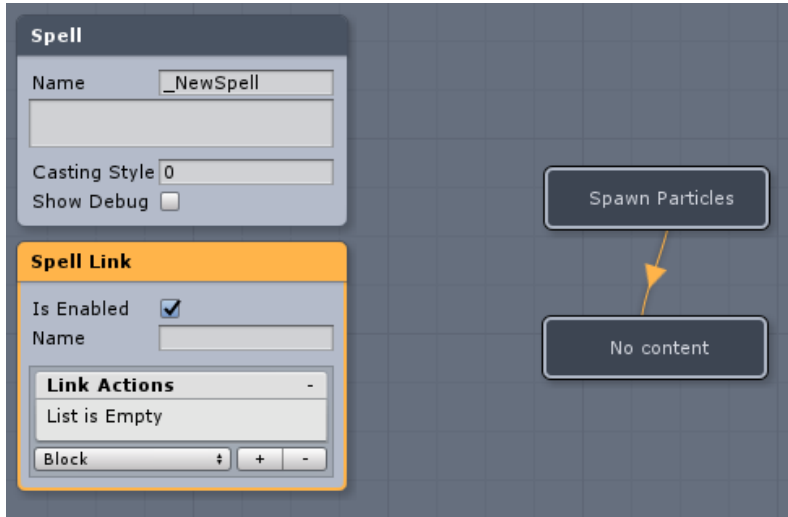 Spell
Name _NewSpell
Casting Style 0
Show Debug
Spell Link
Is Enabled
Name
Link Actions -
List is Empty
Block + -
Spawn Particles
No content